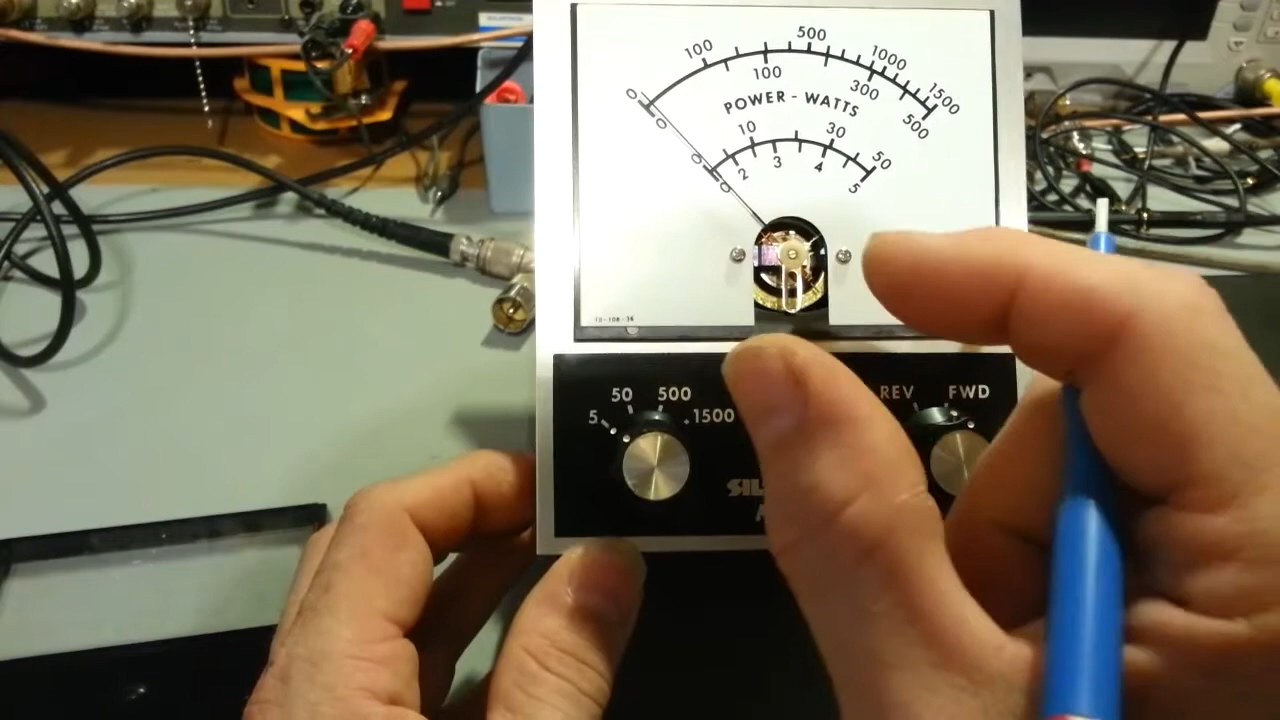 0 100 500 1000 1500
0 100 300 500
POWER - WATTS
0 10 30 50
0 2 3 4 5
10-108-36
5 50 500 1500
REV FWD